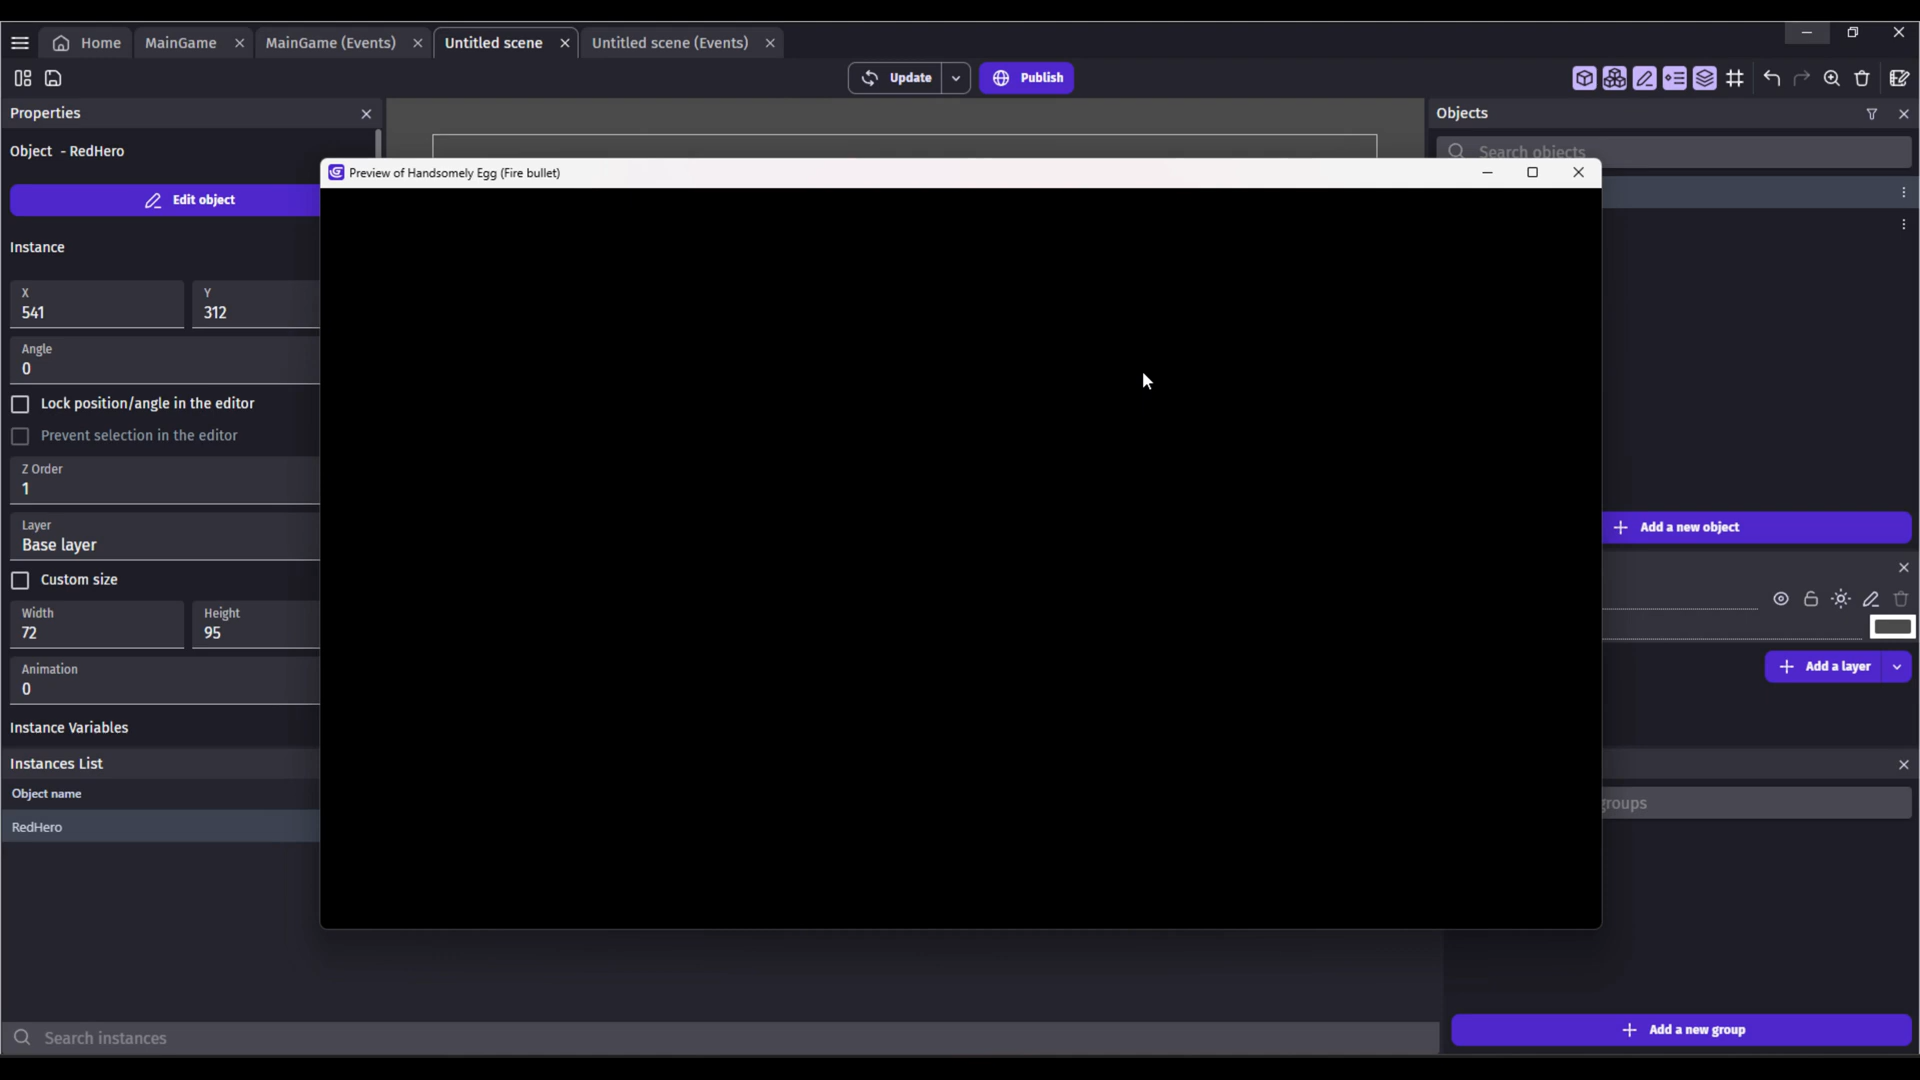 Home
MainGame
MainGame (Events)
Untitled scene
Untitled scene (Events)
Update
Publish
Properties
Objects
Object - RedHero
Search objects
Preview of Handsomely Egg (Fire bullet)
Edit object
Instance
X
541
Y
312
Angle
0
Lock position/angle in the editor
Prevent selection in the editor
Z Order
1
Layer
Base layer
Add a new object
Custom size
Width
72
Height
95
Add a layer
Animation
0
Instance Variables
Instances List
Object name
groups
RedHero
Add a new group
Search instances